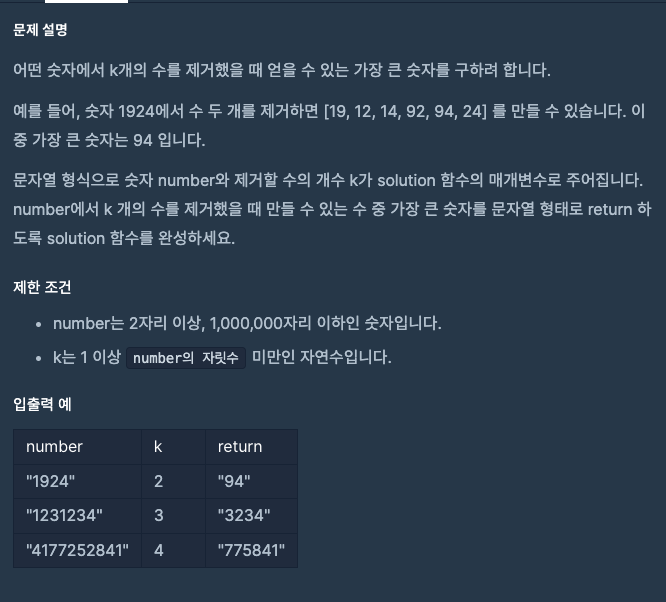 문제 설명
어떤 숫자에서 k개의 수를 제거했을 때 얻을 수 있는 가장 큰 숫자를 구하려 합니다.
예를 들어, 숫자 1924에서 수 두 개를 제거하면 [19, 12, 14, 92, 94, 24] 를 만들 수 있습니다. 이
중 가장 큰 숫자는 94 입니다.
문자열 형식으로 숫자 number와 제거할 수의 개수 k가 solution 함수의 매개변수로 주어집니다.
number에서 k 개의 수를 제거했을 때 만들 수 있는 수 중 가장 큰 숫자를 문자열 형태로 return 하
도록 solution 함수를 완성하세요.
제한 조건
• number는 2자리 이상, 1,000,000자리 이하인 숫자입니다.
• k는 1 이상 number의 자릿수 미만인 자연수입니다.
입출력 예
number k return
"1924" 2 "94"
"1231234" 3 "3234"
"4177252841" 4 "775841"